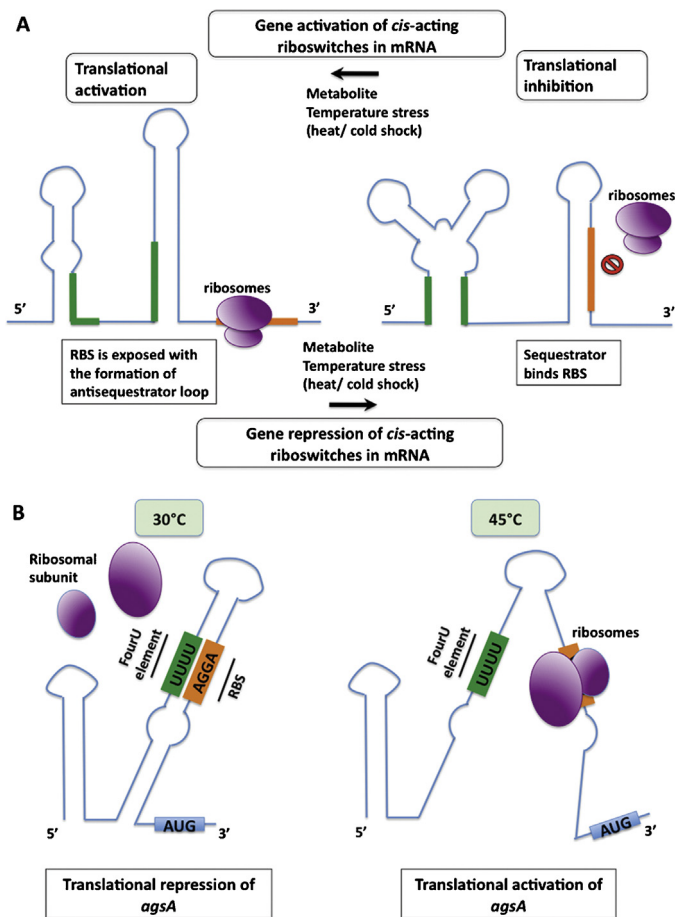 A
Gene activation of cis-acting
riboswitches in mRNA
Translational
activation
Translational
inhibition
Metabolite
Temperature stress
(heat/ cold shock)
ribosomes
ribosomes
5’
3’
5’
3’
RBS is exposed with
the formation of
antisequestrator loop
Metabolite
Temperature stress
(heat/ cold shock)
Sequestrator
binds RBS
Gene repression of cis-acting
riboswitches in mRNA
B
30°C
45°C
Ribosomal
subunit
FourU
element
UUUU
AGGA
RBS
FourU
element
UUUU
ribosomes
5’
AUG
3’
5’
AUG
3’
Translational repression of
agsA
Translational activation of
agsA